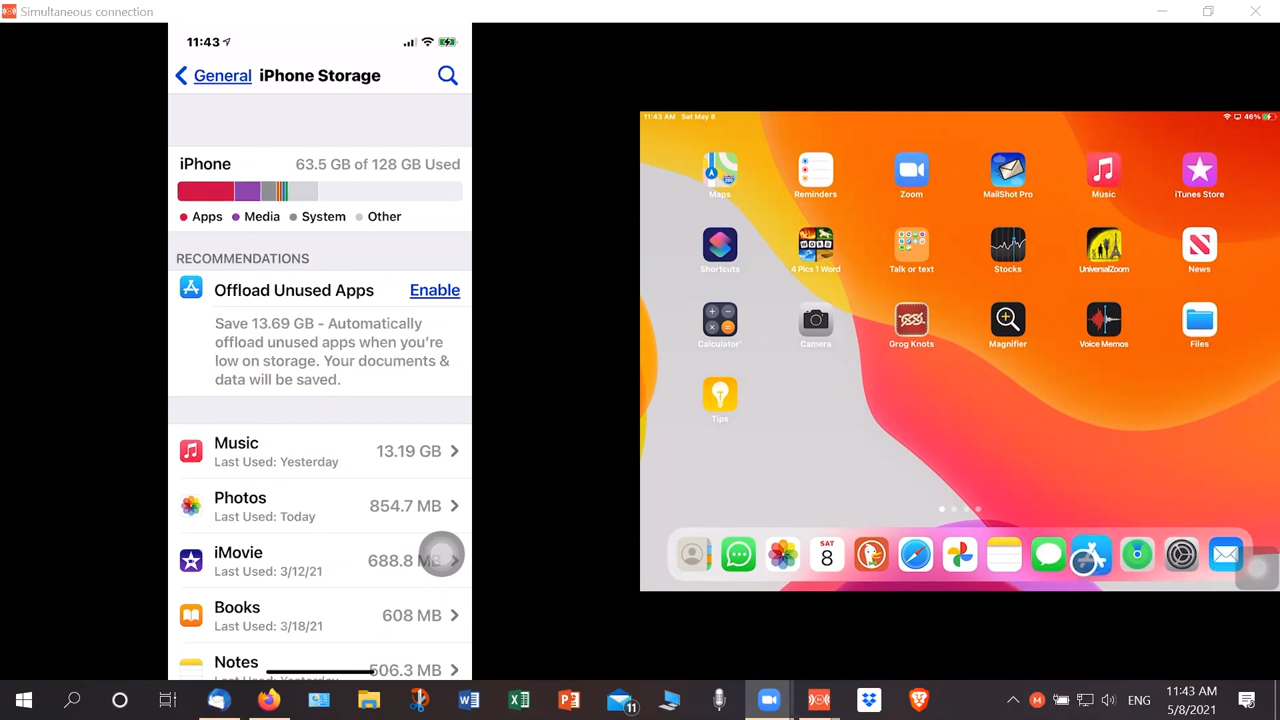 Simultaneous connection
11:43
General iPhone Storage
iPhone 63.5 GB of 128 GB Used
Apps Media System Other
RECOMMENDATIONS
Offload Unused Apps Enable
Save 13.69 GB - Automatically
offload unused apps when you're
low on storage. Your documents &
data will be saved.
Music 13.19 GB
Last Used: Yesterday
Photos 854.7 MB
Last Used: Today
iMovie 688.8
Last Used: 3/12/21
Books 608 MB
Last Used: 3/18/21
Notes 506.3 MB
11:43 AM Sat May 8 46%
Maps Reminders Zoom MailShot Pro Music iTunes Store
WORD
Shortcuts 4 Pics 1 Word Talk or text Stocks UniversalZoom News
Calculator' Camera Grog Knots Magnifier Voice Memos Files
Tips
SAT
8
11
ENG
11:43 AM
5/8/2021